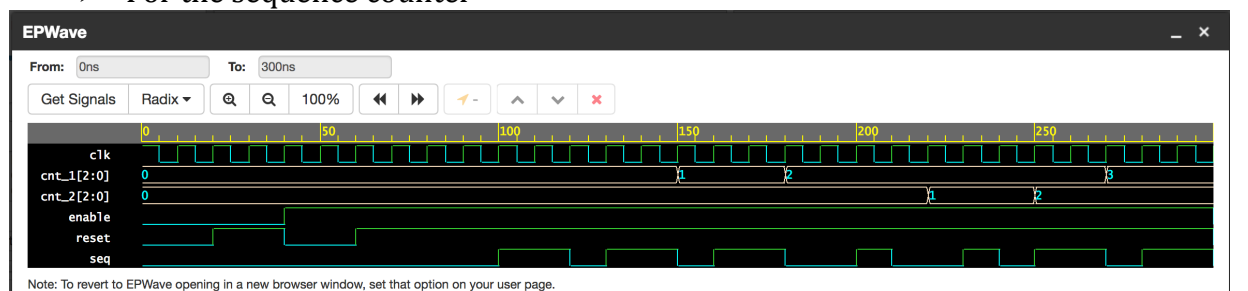 For the sequence counter
EPWave
From: 0ns To: 300ns
Get Signals Radix 100% -
0 50 100 150 200 250
clk
cnt_1[2:0] 0 1 2 3
cnt_2[2:0] 0 1 2
enable
reset
seq
Note: To revert to EPWave opening in a new browser window, set that option on your user page.